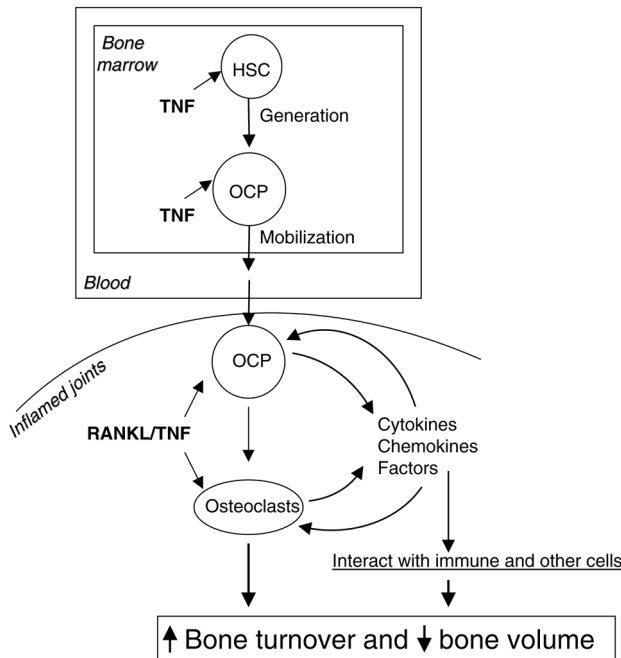 Bone
marrow
HSC
TNF
Generation
OCP
TNF
Mobilization
Blood
Inflamed joints
OCP
RANKL/TNF
Cytokines
Chemokines
Factors
Osteoclasts
Interact with immune and other cells
Bone turnover and bone volume